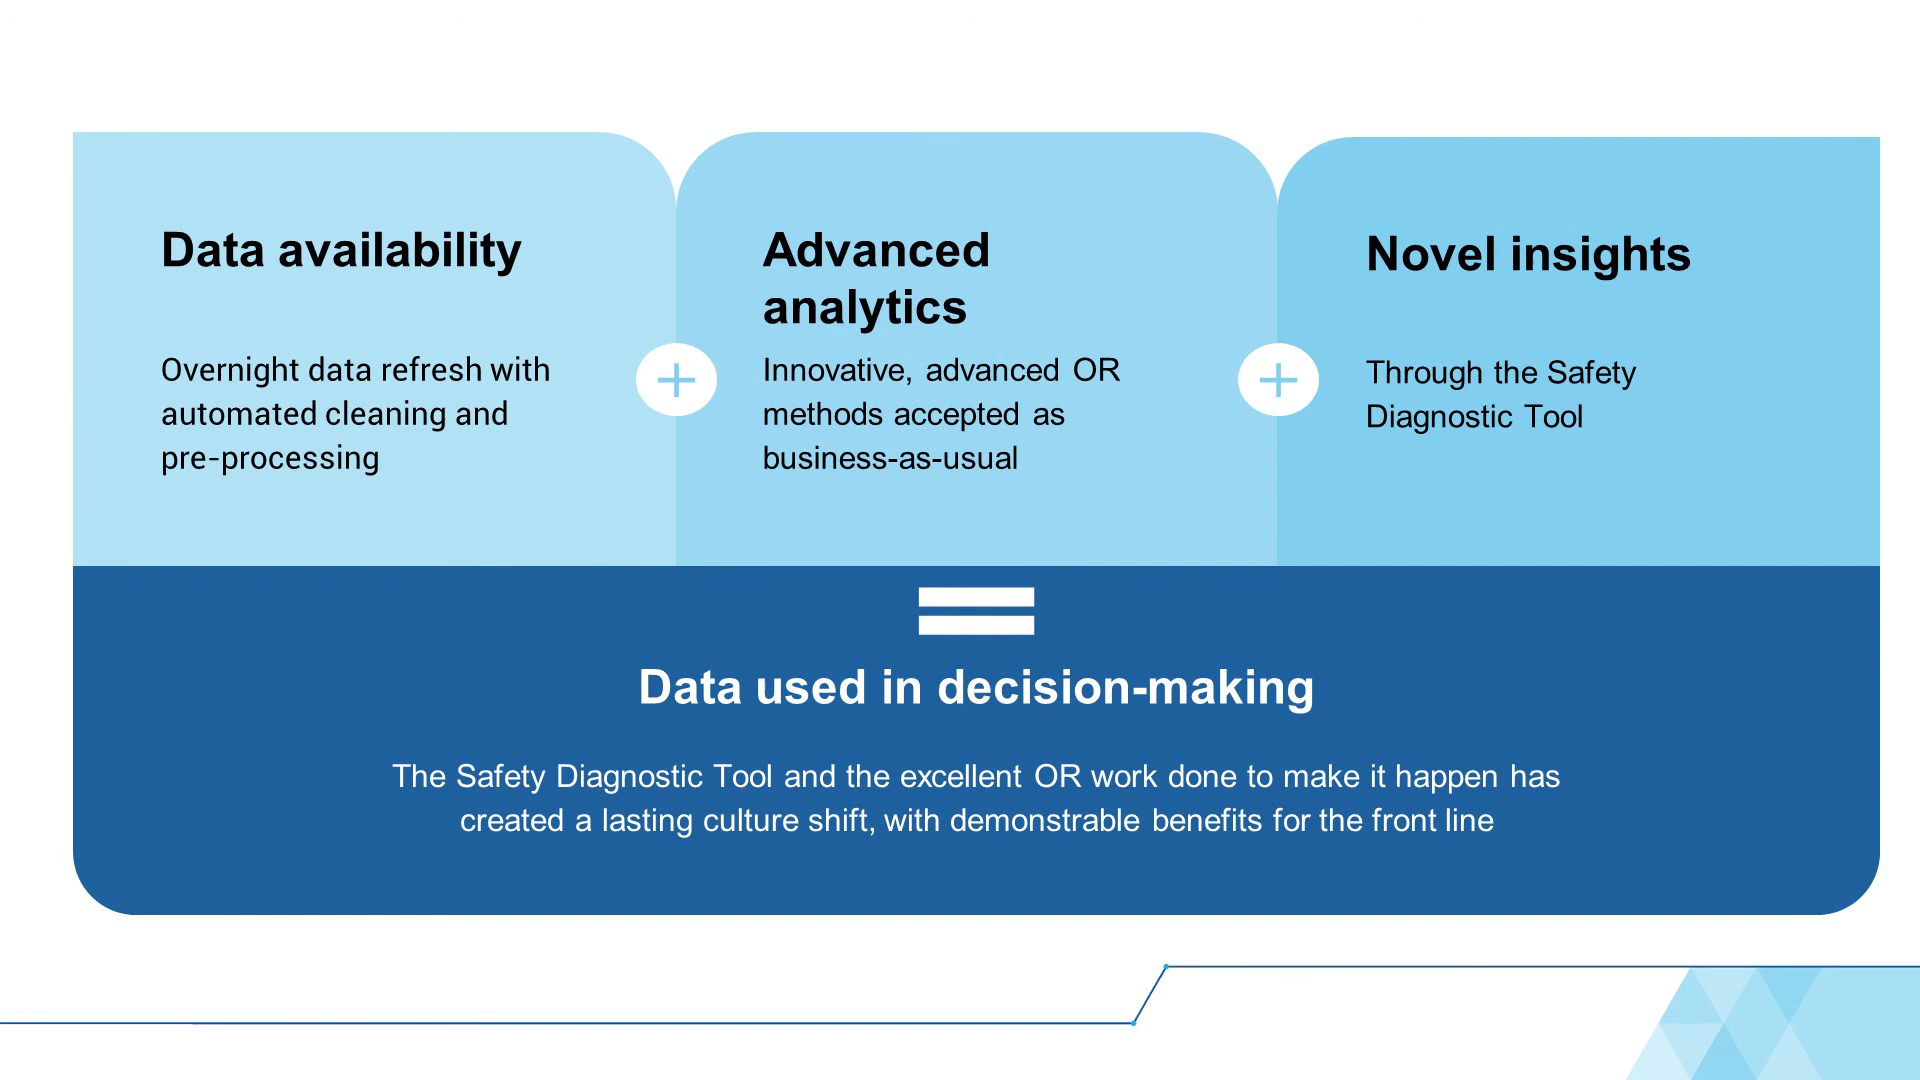 Data availability
Overnight data refresh with
automated cleaning and
pre-processing
+
Advanced
analytics
Innovative, advanced OR
methods accepted as
business-as-usual
+
Novel insights
Through the Safety
Diagnostic Tool
=
Data used in decision-making
The Safety Diagnostic Tool and the excellent OR work done to make it happen has
created a lasting culture shift, with demonstrable benefits for the front line